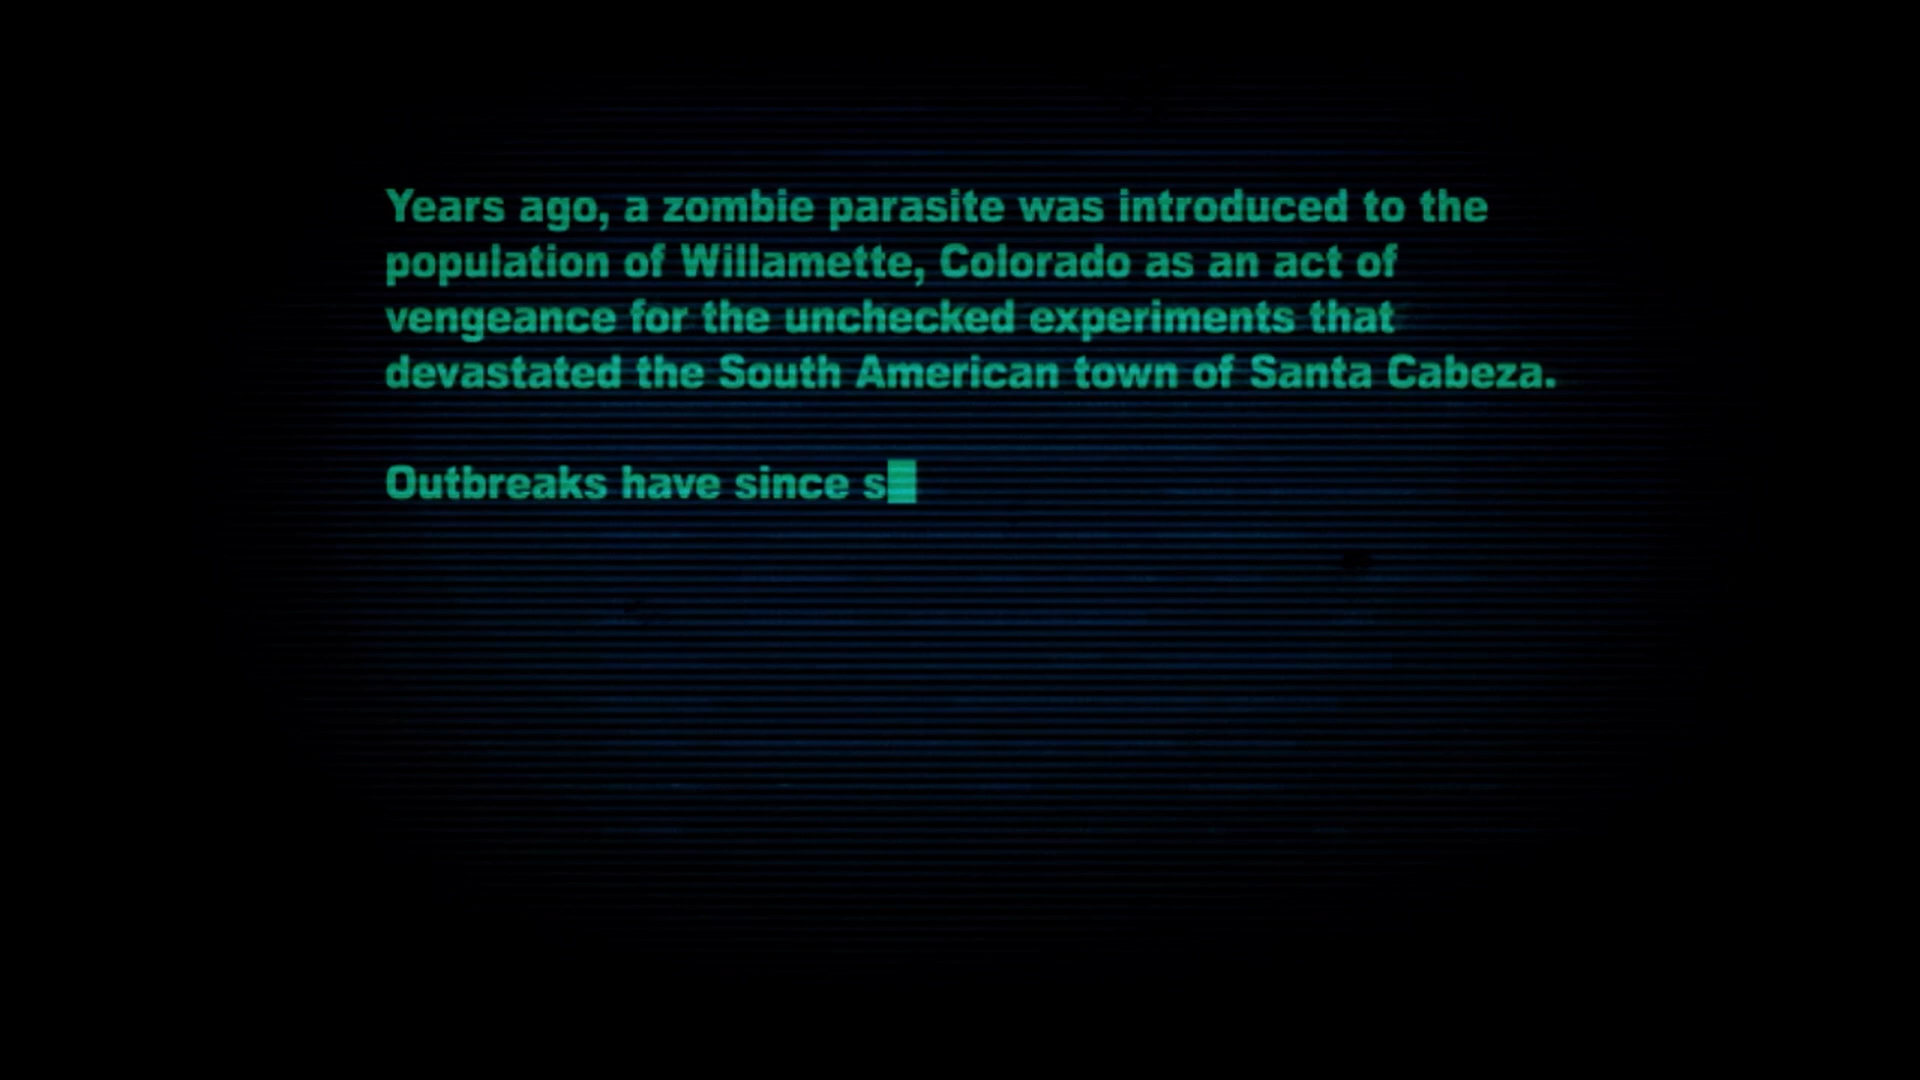 Years ago, a zombie parasite was introduced to the
population of Willamette, Colorado as an act of
vengeance for the unchecked experiments that
devastated the South American town of Santa Cabeza.
Outbreaks have since s